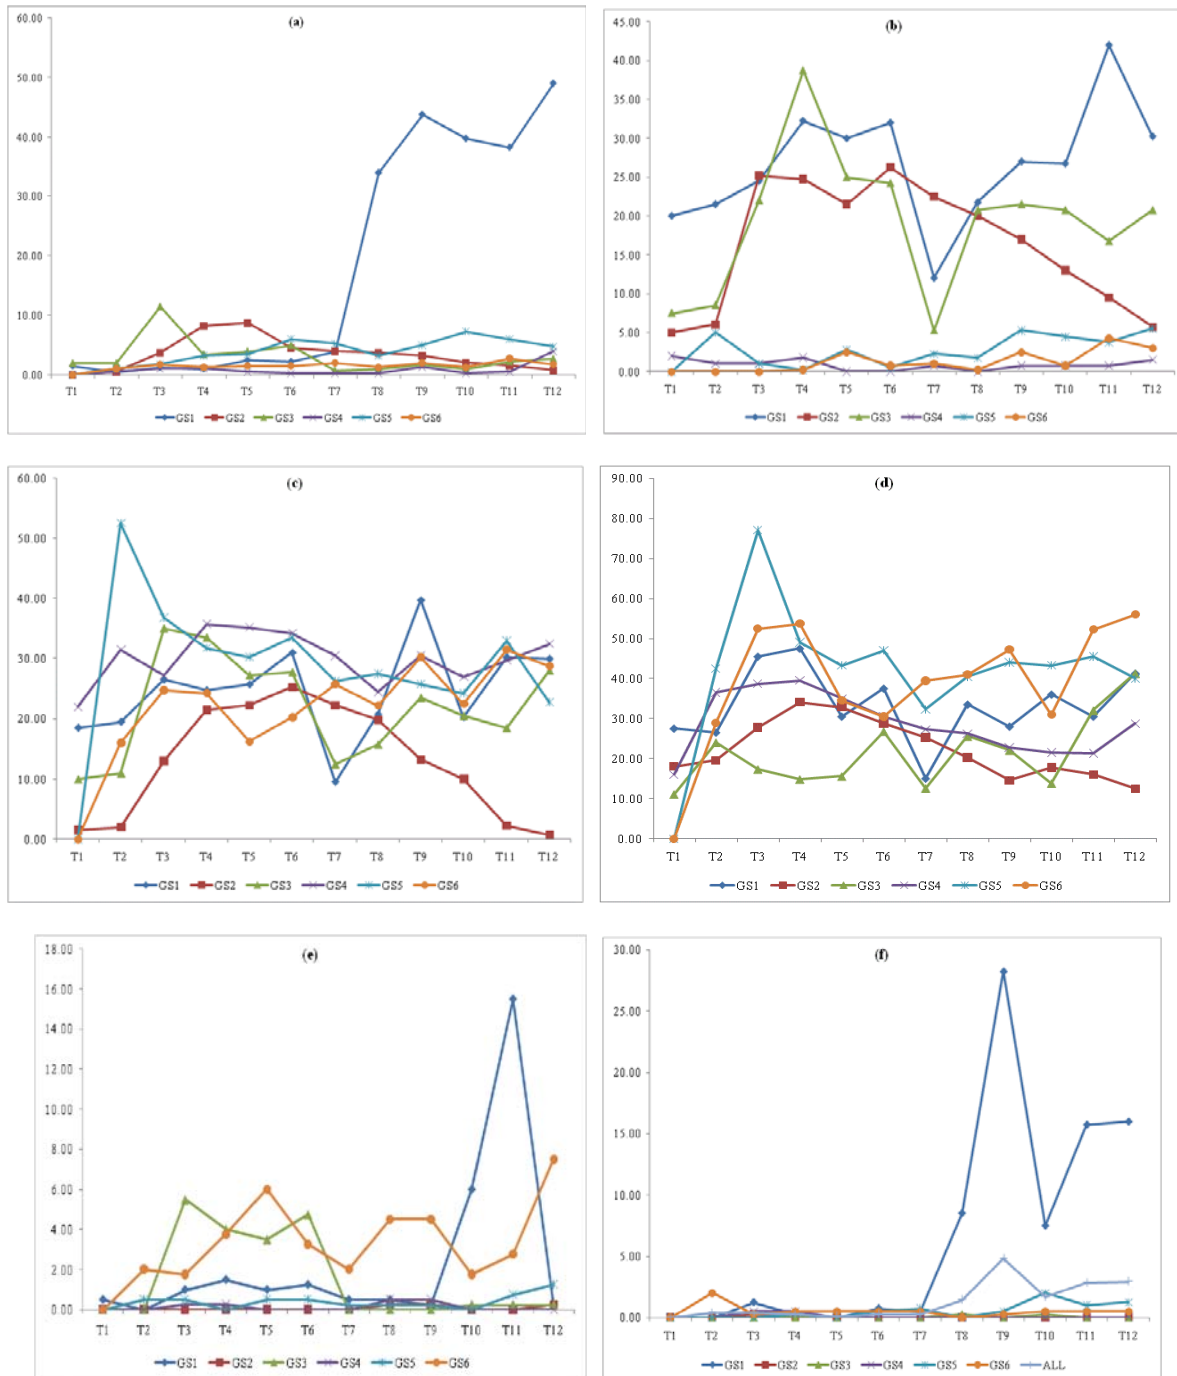 (a)
60.00
50.00
40.00
30.00
20.00
10.00
0.00
T1 T2 T3 T4 T5 T6 T7 T8 T9 T10 T11 T12
GS1 GS2 GS3 GS4 GS5 GS6
(b)
45.00
40.00
35.00
30.00
25.00
20.00
15.00
10.00
5.00
0.00
T1 T2 T3 T4 T5 T6 T7 T8 T9 T10 T11 T12
GS1 GS2 GS3 GS4 GS5 GS6
(c)
60.00
50.00
40.00
30.00
20.00
10.00
0.00
T1 T2 T3 T4 T5 T6 T7 T8 T9 T10 T11 T12
GS1 GS2 GS3 GS4 GS5 GS6
(d)
90.00
80.00
70.00
60.00
50.00
40.00
30.00
20.00
10.00
0.00
T1 T2 T3 T4 T5 T6 T7 T8 T9 T10 T11 T12
GS1 GS2 GS3 GS4 GS5 GS6
(e)
18.00
16.00
14.00
12.00
10.00
8.00
6.00
4.00
2.00
0.00
T1 T2 T3 T4 T5 T6 T7 T8 T9 T10 T11 T12
GS1 GS2 GS3 GS4 GS5 GS6
(f)
30.00
25.00
20.00
15.00
10.00
5.00
0.00
T1 T2 T3 T4 T5 T6 T7 T8 T9 T10 T11 T12
GS1 GS2 GS3 GS4 GS5 GS6 ALL